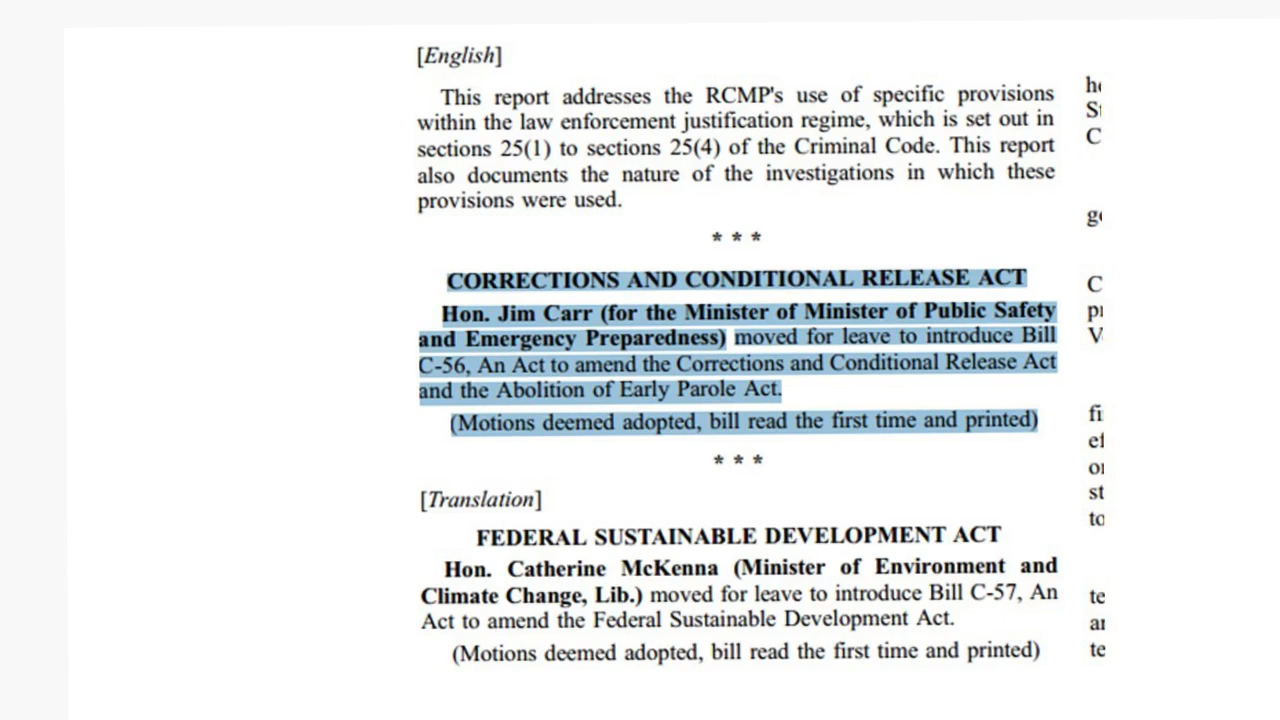 [English]
This report addresses the RCMP's use of specific provisions
within the law enforcement justification regime, which is set out in
sections 25(1) to sections 25(4) of the Criminal Code. This report
also documents the nature of the investigations in which these
provisions were used.
* * *
CORRECTIONS AND CONDITIONAL RELEASE ACT
Hon. Jim Carr (for the Minister of Minister of Public Safety
and Emergency Preparedness) moved for leave to introduce Bill
C-56, An Act to amend the Corrections and Conditional Release Act
and the Abolition of Early Parole Act.
(Motions deemed adopted, bill read the first time and printed)
* * *
[Translation]
FEDERAL SUSTAINABLE DEVELOPMENT ACT
Hon. Catherine McKenna (Minister of Environment and
Climate Change, Lib.) moved for leave to introduce Bill C-57, An
Act to amend the Federal Sustainable Development Act.
(Motions deemed adopted, bill read the first time and printed)